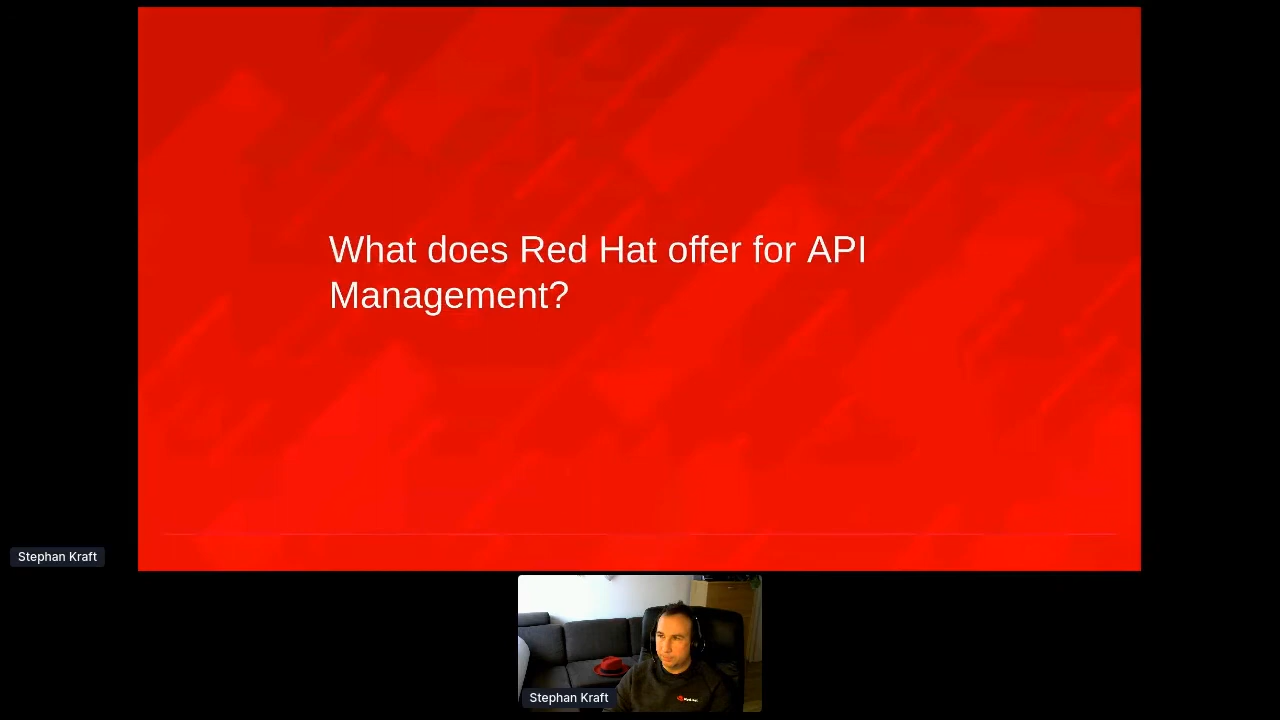 What does Red Hat offer for API
Management?
Stephan Kraft
Stephan Kraft